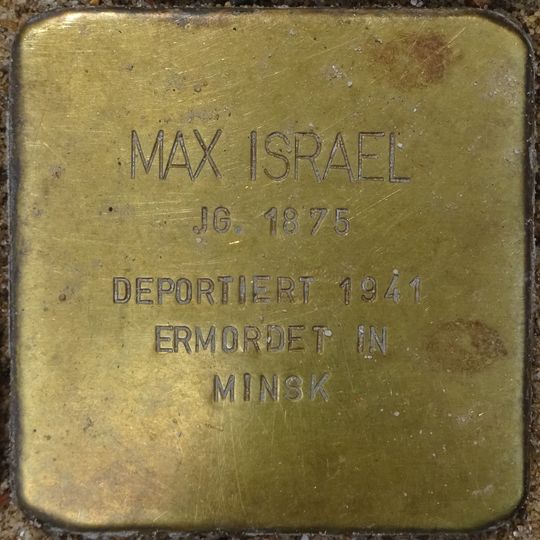 MAX ISRAEL
JG. 1875
DEPORTIERT 1941
ERMORDET IN
MINSK